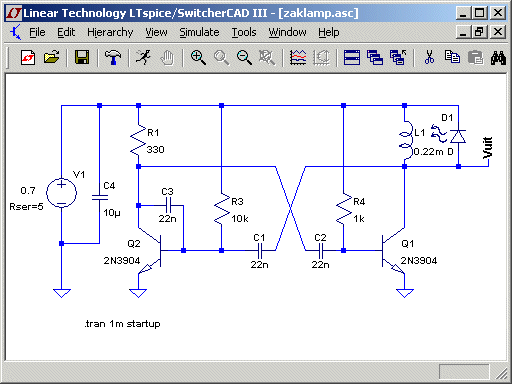 Linear Technology LTspice/SwitcherCAD III - [zaklamp.asc]
File Edit Hierarchy View Simulate Tools Window Help
R1
330
L1
0.22m
D1
D
Vuit
V1
0.7
Rser=5
C4
10µ
C3
22n
R3
10k
R4
1k
Q2
2N3904
C1
22n
C2
22n
Q1
2N3904
.tran 1m startup